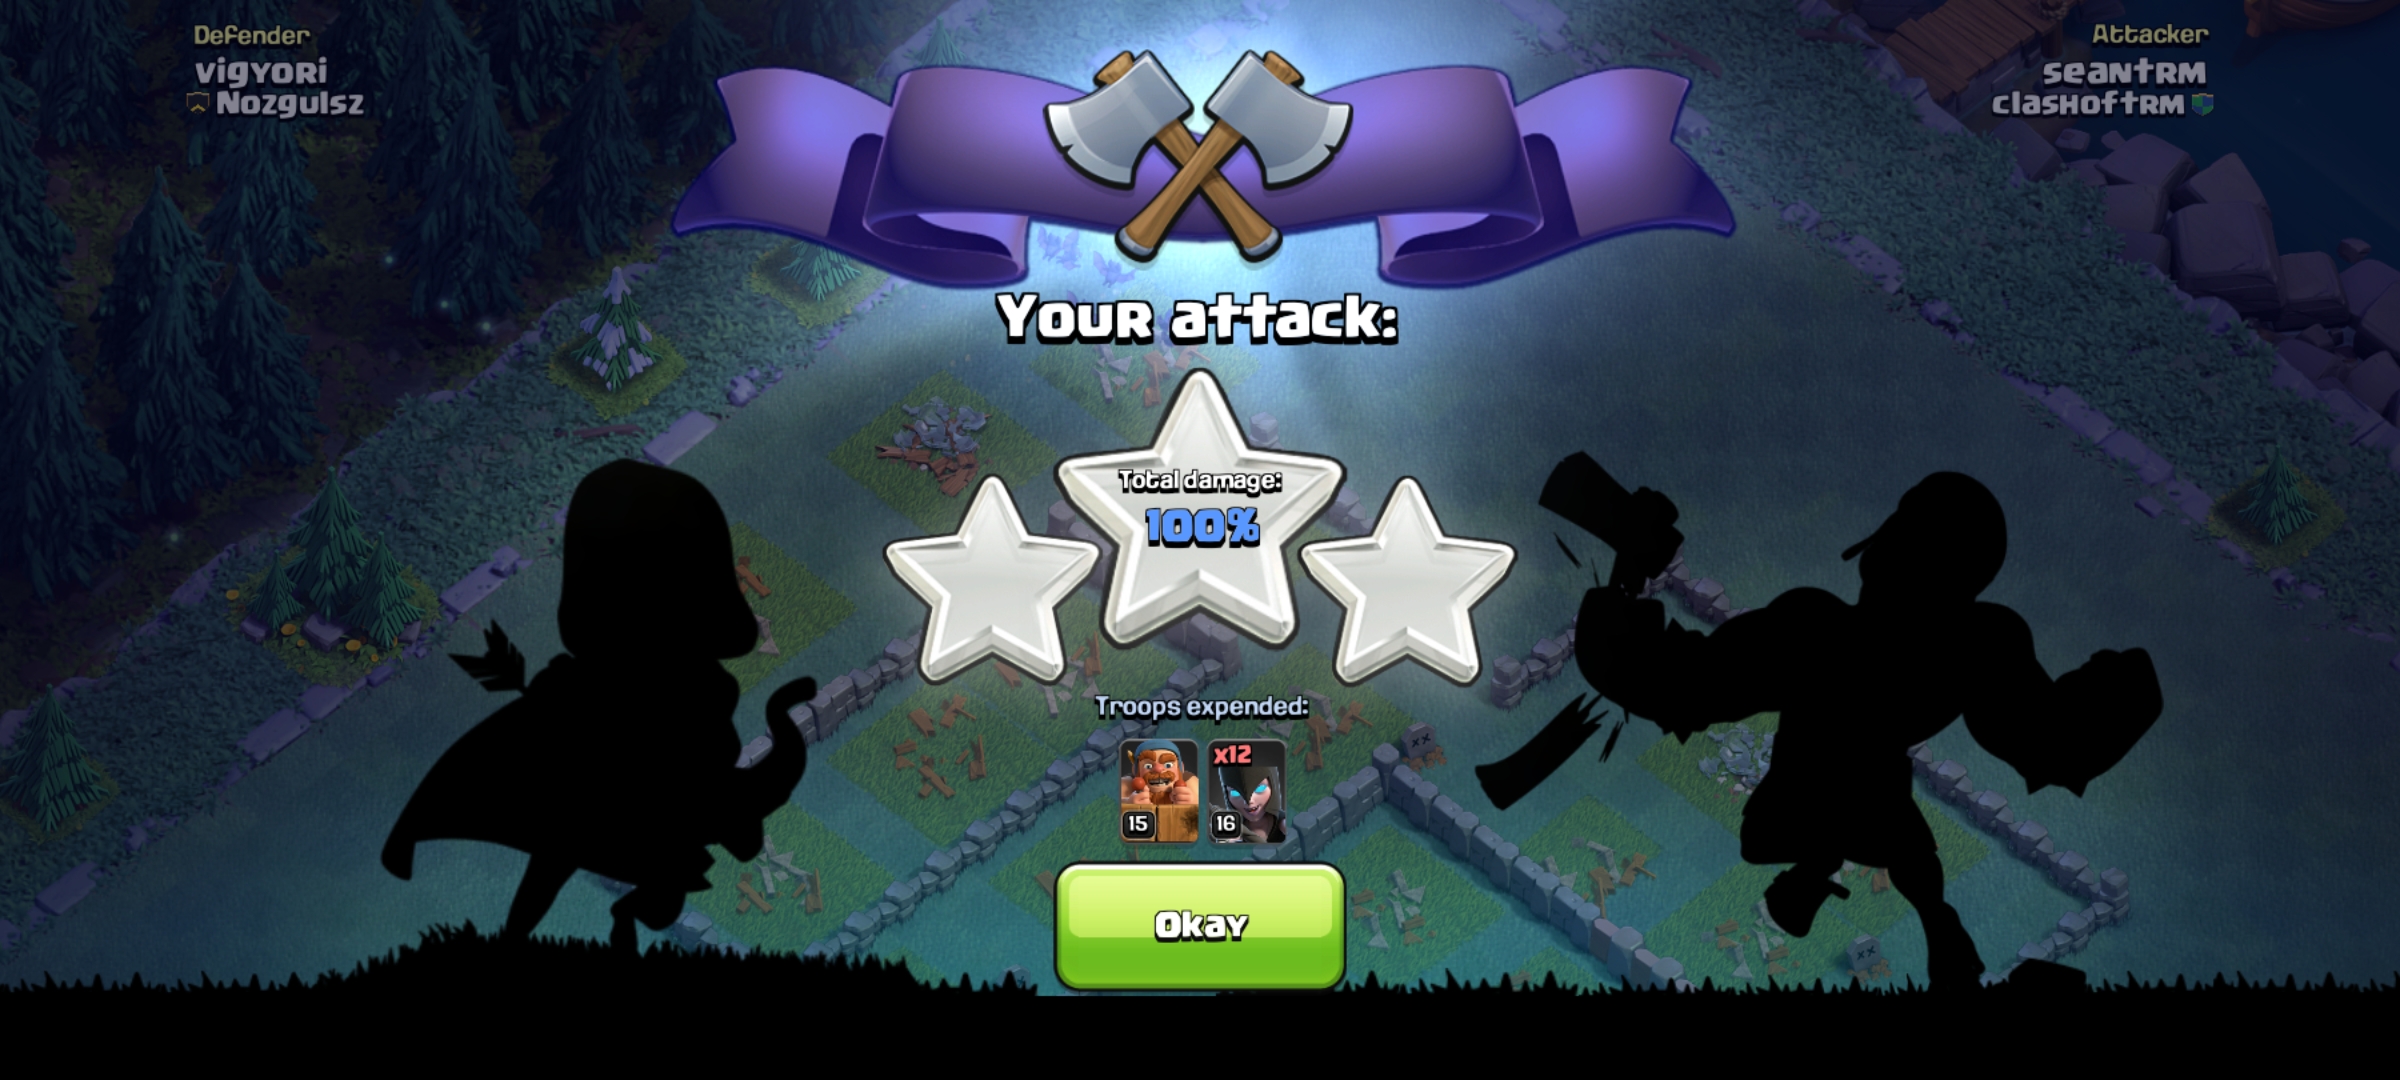 Defender
vigyori
Nozgulsz
Attacker
seantRM
clashoftRM
Your attack:
Total damage:
100%
Troops expended:
x12
15
16
Okay